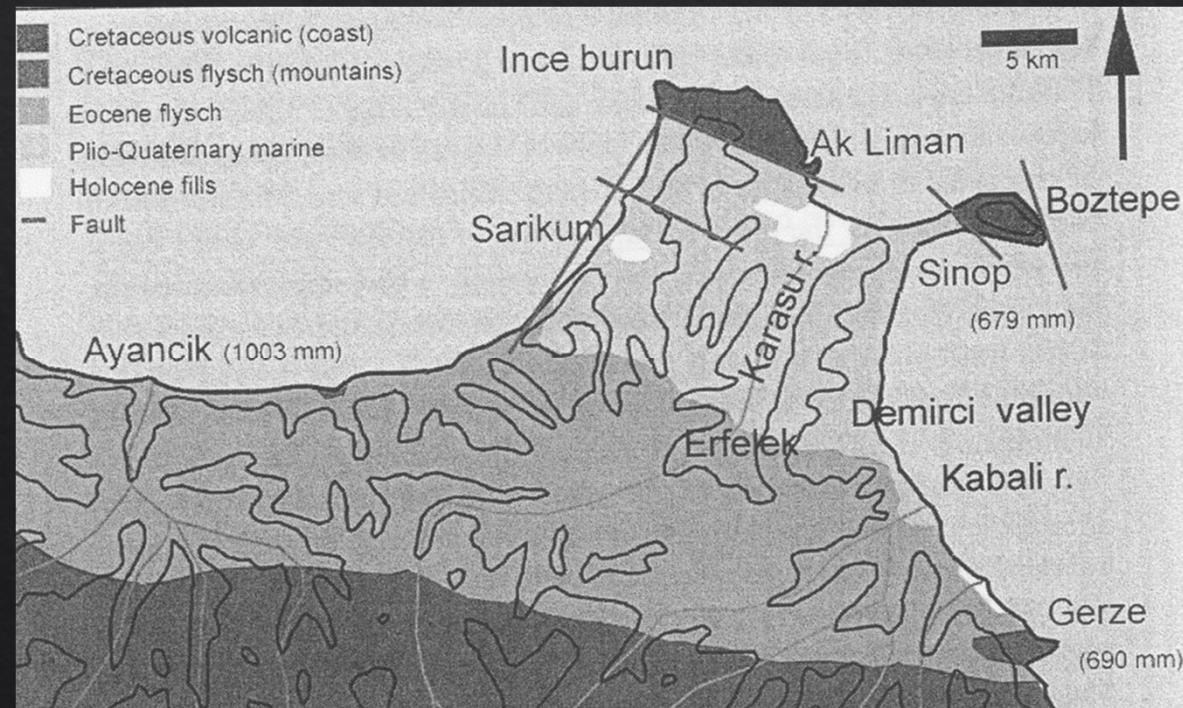 Cretaceous volcanic (coast)
Cretaceous flysch (mountains)
Eocene flysch
Plio-Quaternary marine
Holocene fills
Fault
Ince burun
5 km
Ak Liman
Boztepe
Sarikum
Sinop
(679 mm)
Karasu r.
Ayancik (1003 mm)
Demirci valley
Erfelek
Kabali r.
Gerze
(690 mm)